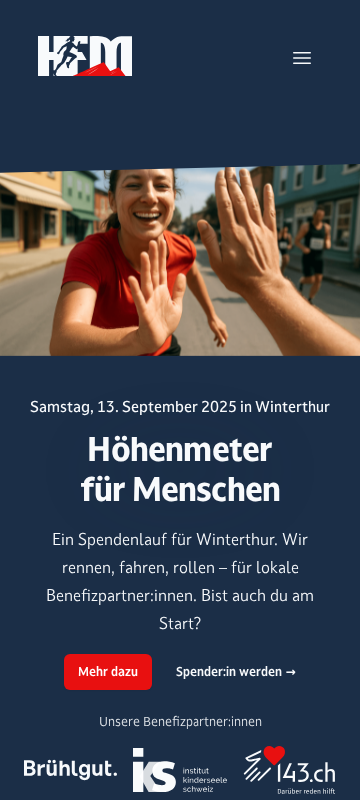 HFM
Samstag, 13. September 2025 in Winterthur
Höhenmeter
für Menschen
Ein Spendenlauf für Winterthur. Wir
rennen, fahren, rollen – für lokale
Benefizpartner:innen. Bist auch du am
Start?
Mehr dazu
Spender:in werden →
Unsere Benefizpartner:innen
Brühlgut.
iks institut
kinderseele
schweiz
143.ch
Darüber reden hilft